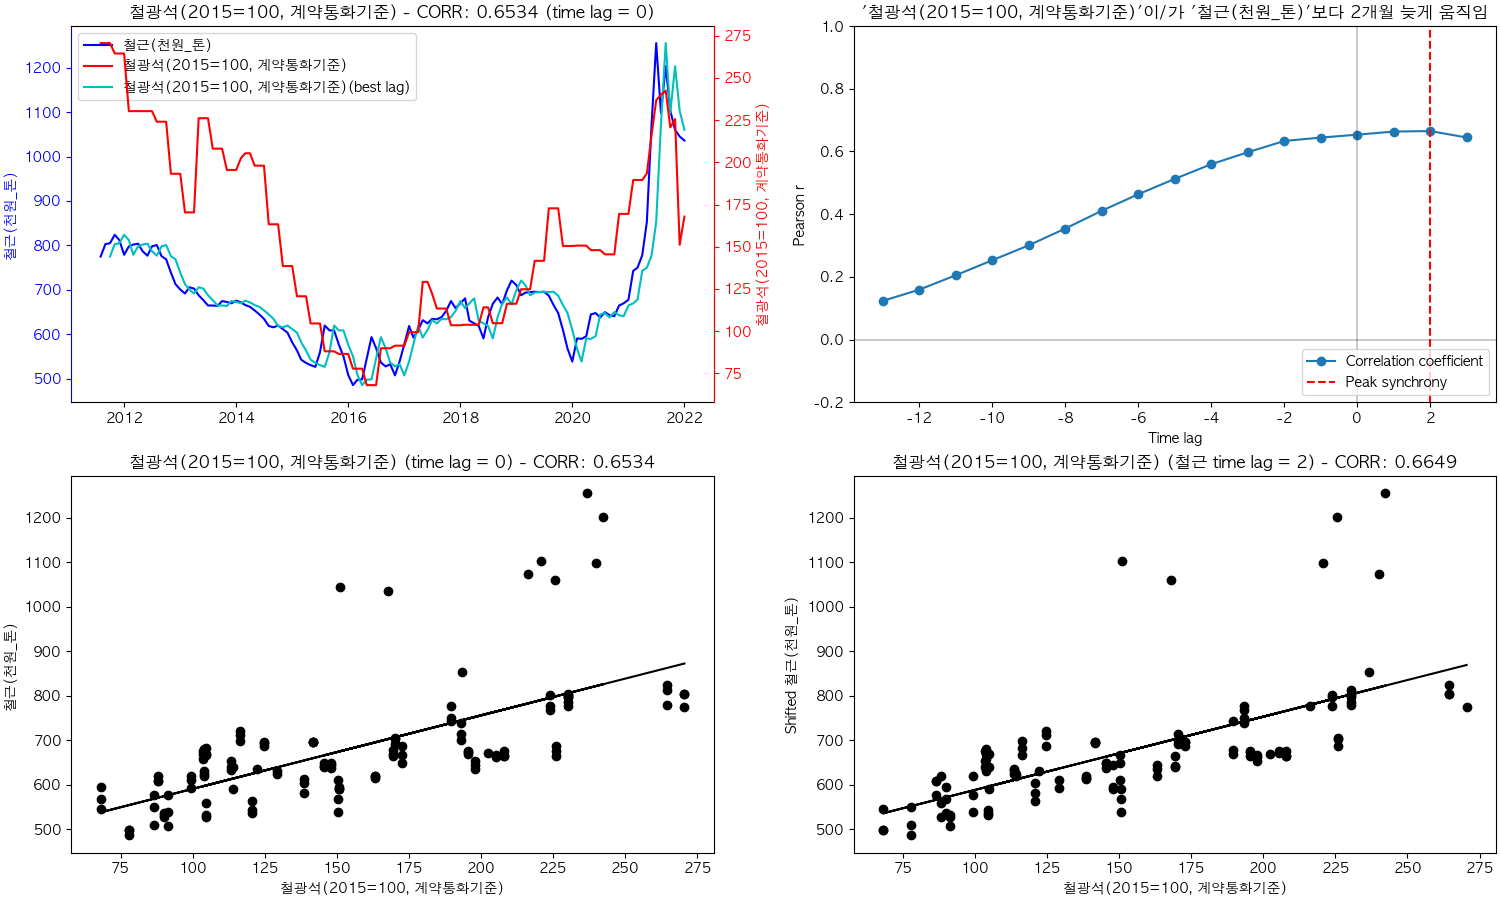 철광석(2015=100, 계약통화기준) - CORR: 0.6534 (time lag = 0)
철근(천원_톤)
철광석(2015=100, 계약통화기준)
철광석(2015=100, 계약통화기준)(best lag)
1200
1100
1000
900
800
700
600
500
철근(천원_톤)
275
250
225
200
175
150
125
100
75
철광석(2015=100, 계약통화기준)
2012 2014 2016 2018 2020 2022
'철광석(2015=100, 계약통화기준)'이/가 '철근(천원_톤)'보다 2개월 늦게 움직임
1.0
0.8
0.6
0.4
0.2
0.0
-0.2
Pearson r
Correlation coefficient
Peak synchrony
-12 -10 -8 -6 -4 -2 0 2
Time lag
철광석(2015=100, 계약통화기준) (time lag = 0) - CORR: 0.6534
1200
1100
1000
900
800
700
600
500
철근(천원_톤)
75 100 125 150 175 200 225 250 275
철광석(2015=100, 계약통화기준)
철광석(2015=100, 계약통화기준) (철근 time lag = 2) - CORR: 0.6649
1200
1100
1000
900
800
700
600
500
Shifted 철근(천원_톤)
75 100 125 150 175 200 225 250 275
철광석(2015=100, 계약통화기준)